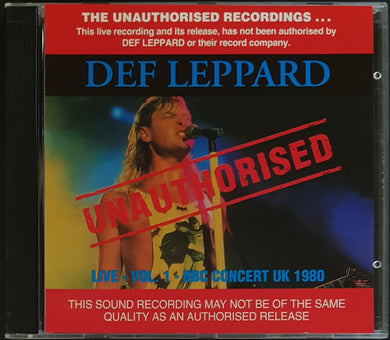 THE UNAUTHORISED RECORDINGS ...
This live recording and its release, has not been authorised by
DEF LEPPARD or their record company.
DEF LEPPARD
UNAUTHORISED
LIVE - VOL. 1 - BBC CONCERT UK 1980
THIS SOUND RECORDING MAY NOT BE OF THE SAME
QUALITY AS AN AUTHORISED RELEASE